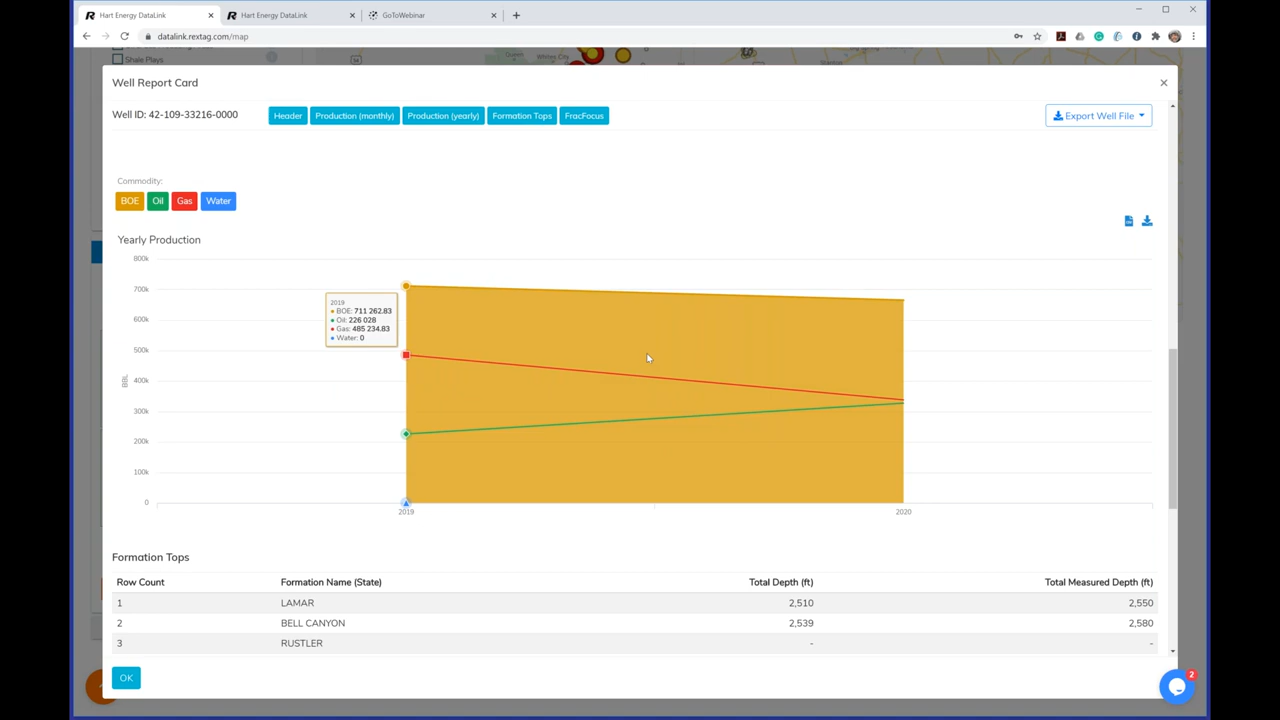 Hart Energy DataLink
Hart Energy DataLink
GoToWebinar
datalink.rextag.com/map
Shale Plays
White City
Well Report Card
Well ID: 42-109-33216-0000
Header
Production (monthly)
Production (yearly)
Formation Tops
FracFocus
Export Well File
Commodity:
BOE
Oil
Gas
Water
Yearly Production
800k
700k
600k
500k
400k
300k
200k
100k
0
BBL
2019
BOE: 711 262.83
Oil: 226 028
Gas: 485 234.83
Water: 0
2019
2020
Formation Tops
Row Count Formation Name (State) Total Depth (ft) Total Measured Depth (ft)
1 LAMAR 2,510 2,550
2 BELL CANYON 2,539 2,580
3 RUSTLER - -
OK
2